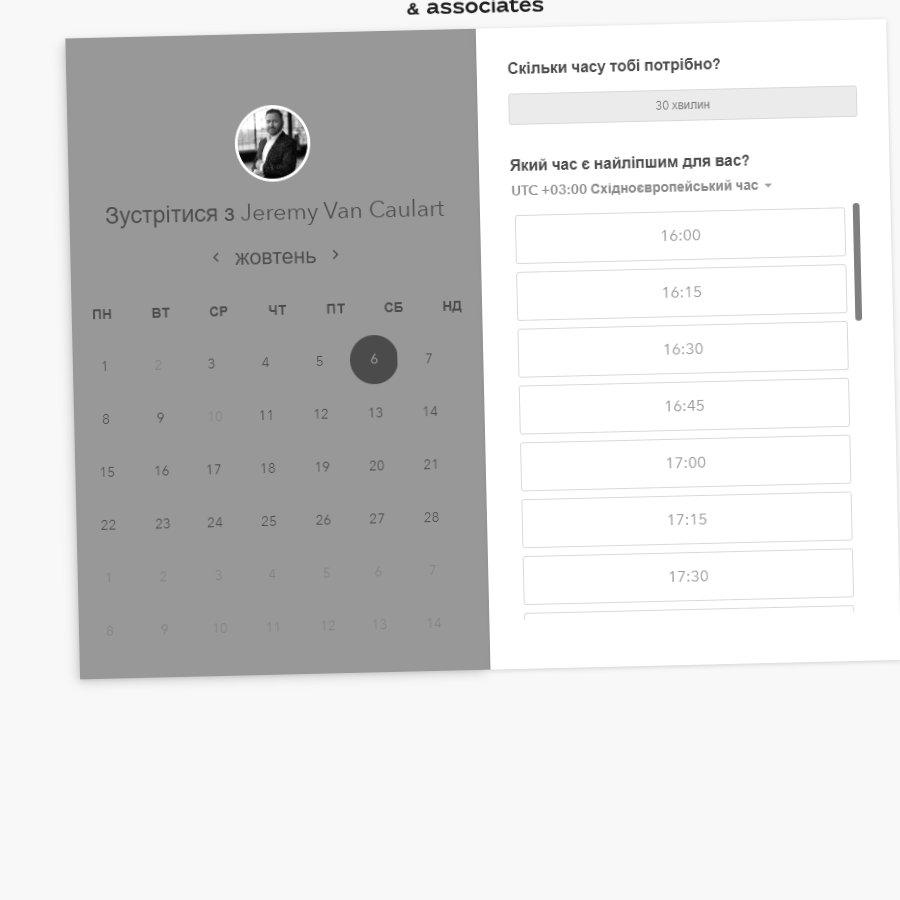 & associates
Зустрітися з Jeremy Van Caulart
‹ жовтень ›
ПН ВТ СР ЧТ ПТ СБ НД
1 2 3 4 5 6 7
8 9 10 11 12 13 14
15 16 17 18 19 20 21
22 23 24 25 26 27 28
1 2 3 4 5 6 7
8 9 10 11 12 13 14
Скільки часу тобі потрібно?
30 хвилин
Який час є найліпшим для вас?
UTC +03:00 Східноєвропейський час
16:00
16:15
16:30
16:45
17:00
17:15
17:30